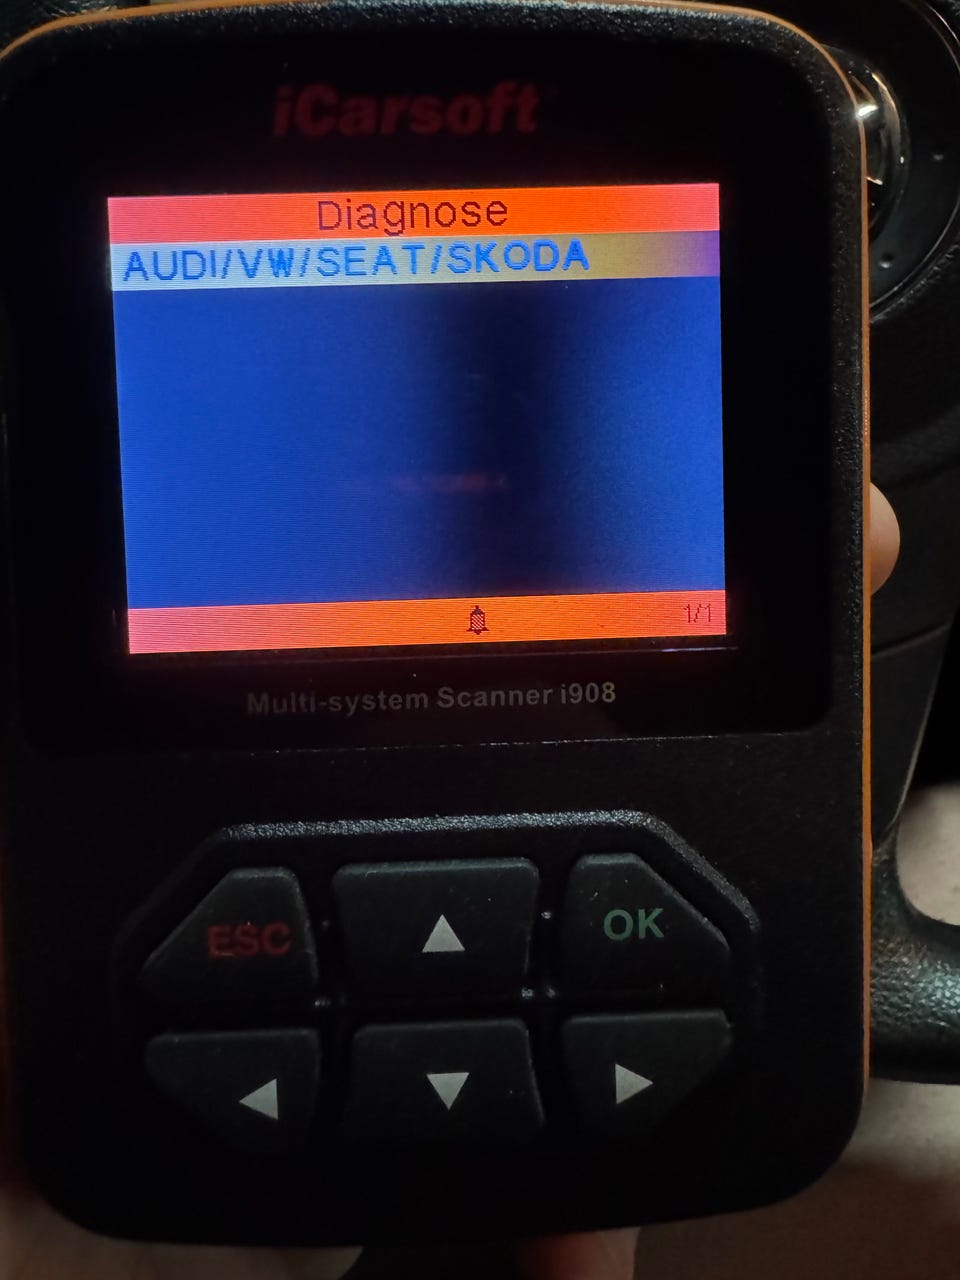 iCarsoft
Diagnose
AUDI/VW/SEAT/SKODA
1/1
Multi-system Scanner i908
ESC
OK